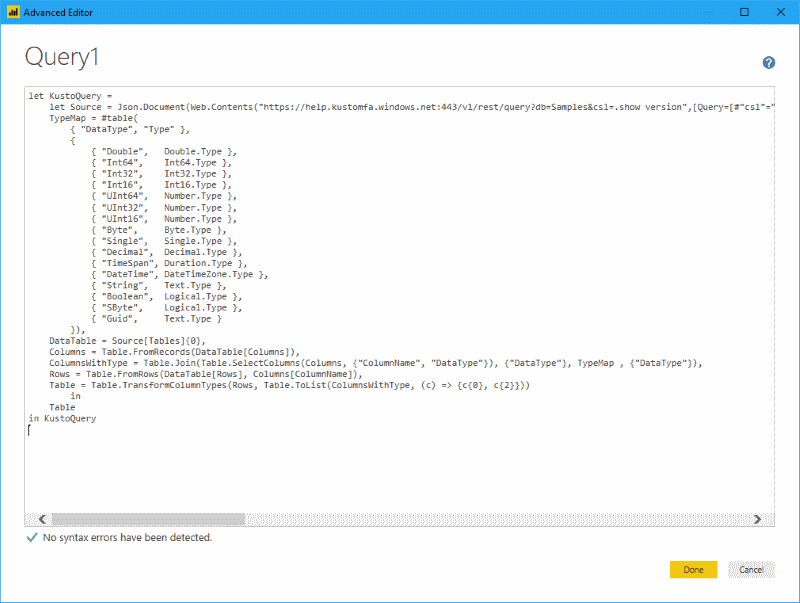 Advanced Editor
Query1
let KustoQuery =
    let Source = Json.Document(Web.Contents("https://help.kustomfa.windows.net:443/v1/rest/query?db=Samples&csl=.show version",[Query=[#"csl"="
    TypeMap = #table(
        { "DataType", "Type" },
        {
            { "Double",   Double.Type },
            { "Int64",    Int64.Type },
            { "Int32",    Int32.Type },
            { "Int16",    Int16.Type },
            { "UInt64",   Number.Type },
            { "UInt32",   Number.Type },
            { "UInt16",   Number.Type },
            { "Byte",     Byte.Type },
            { "Single",   Single.Type },
            { "Decimal",  Decimal.Type },
            { "TimeSpan", Duration.Type },
            { "DateTime", DateTimeZone.Type },
            { "String",   Text.Type },
            { "Boolean",  Logical.Type },
            { "SByte",    Logical.Type },
            { "Guid",     Text.Type }
        }),
    DataTable = Source[Tables]{0},
    Columns = Table.FromRecords(DataTable[Columns]),
    ColumnsWithType = Table.Join(Table.SelectColumns(Columns, {"ColumnName", "DataType"}), {"DataType"}, TypeMap , {"DataType"}),
    Rows = Table.FromRows(DataTable[Rows], Columns[ColumnName]),
    Table = Table.TransformColumnTypes(Rows, Table.ToList(ColumnsWithType, (c) => {c{0}, c{2}}))
        in
    Table
in KustoQuery
No syntax errors have been detected.
Done
Cancel